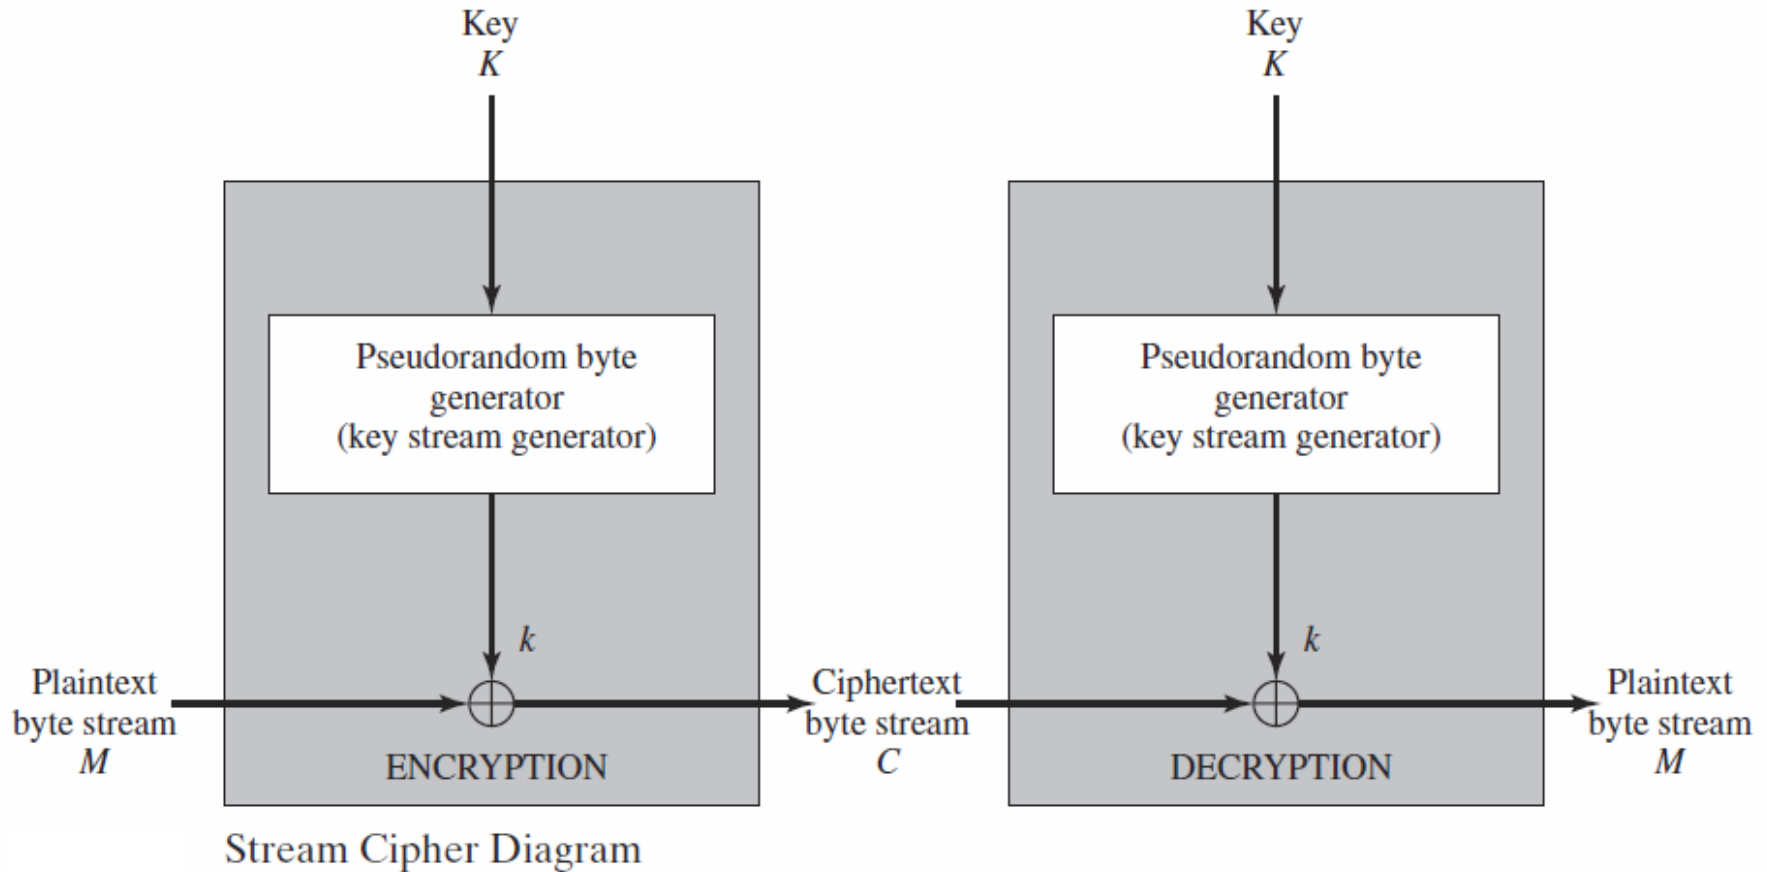 Key
K
Key
K
Pseudorandom byte
generator
(key stream generator)
Pseudorandom byte
generator
(key stream generator)
k
k
Plaintext
byte stream
M
Ciphertext
byte stream
C
Plaintext
byte stream
M
ENCRYPTION
DECRYPTION
Stream Cipher Diagram